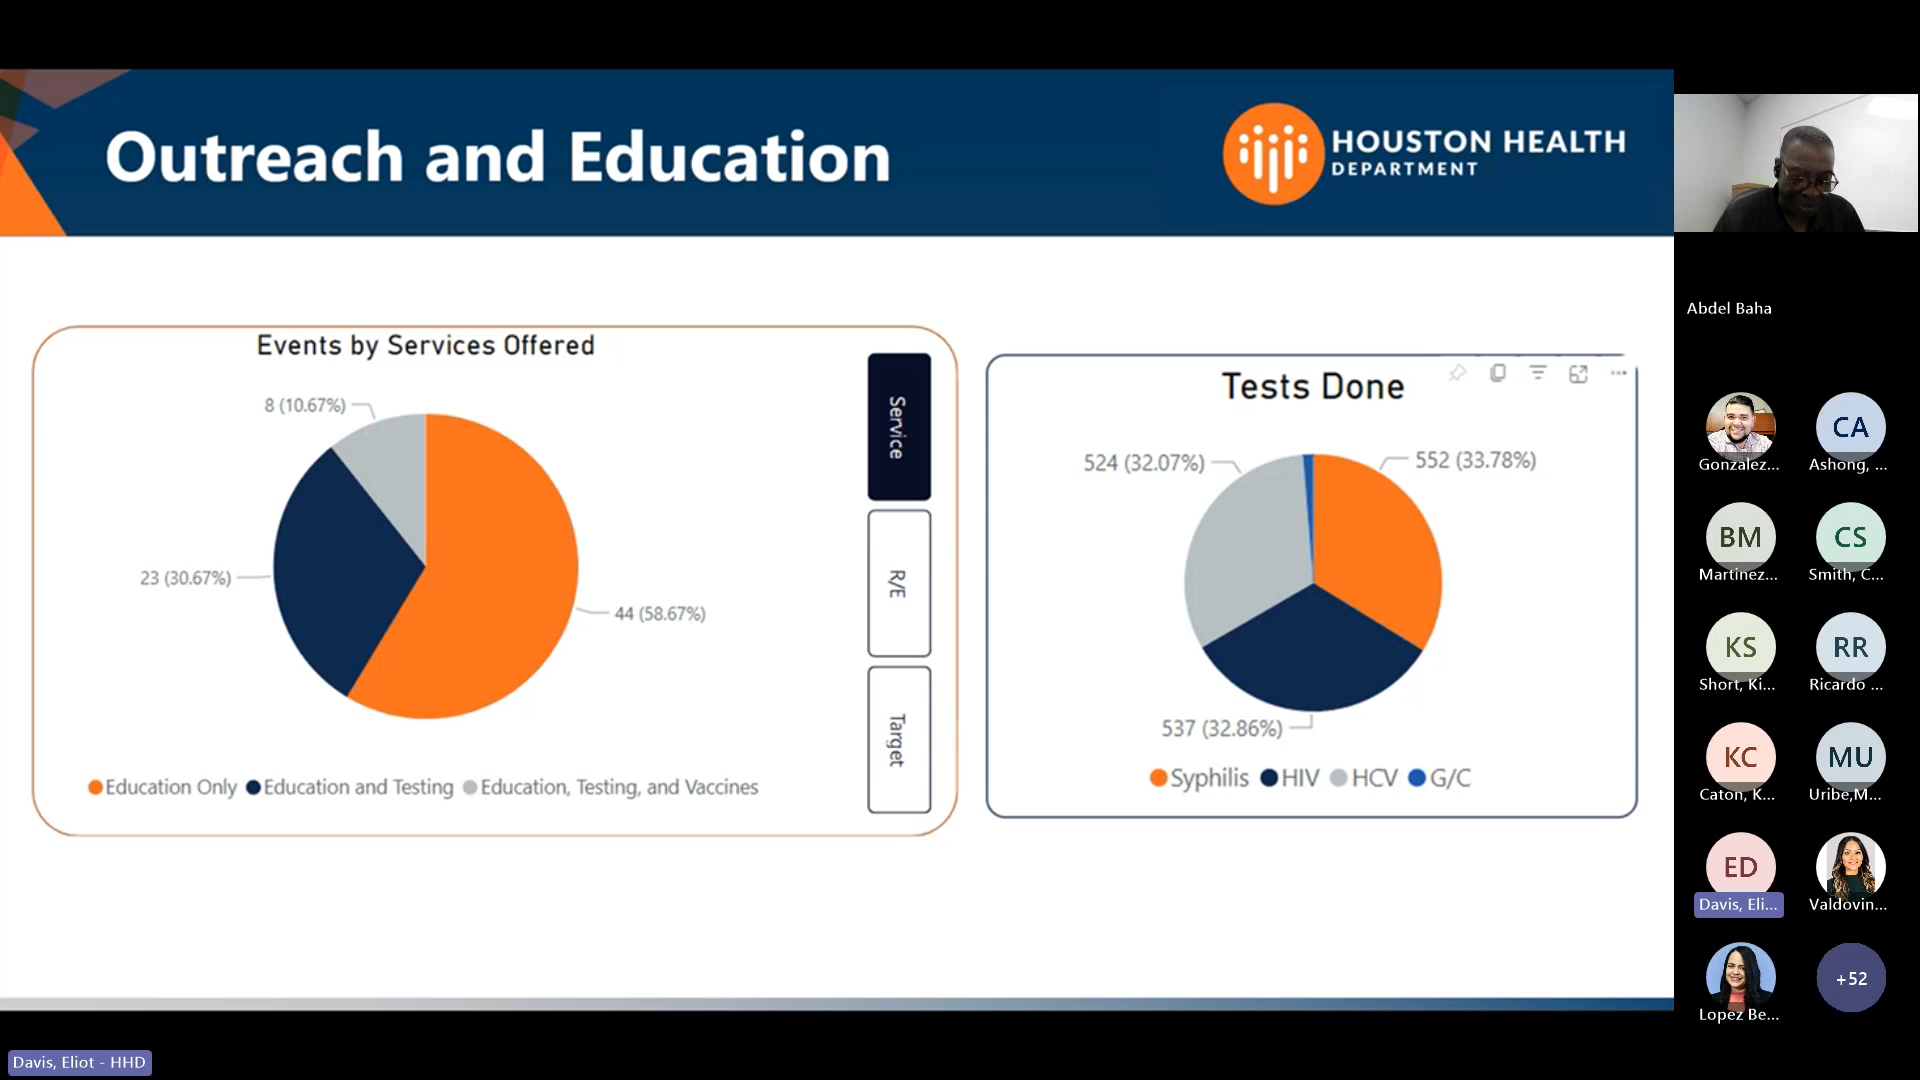 Outreach and Education
HOUSTON HEALTH
DEPARTMENT
Events by Services Offered
8 (10.67%)
23 (30.67%)
44 (58.67%)
Education Only Education and Testing Education, Testing, and Vaccines
Service
R/E
Target
Tests Done
524 (32.07%)
552 (33.78%)
537 (32.86%)
Syphilis HIV HCV G/C
Abdel Baha
Gonzalez...
CA
Ashong, ...
BM
Martinez...
CS
Smith, C...
KS
Short, Ki...
RR
Ricardo ...
KC
Caton, K...
MU
Uribe,M...
ED
Davis, Eli...
Valdovin...
Lopez Be...
+52
Davis, Eliot - HHD